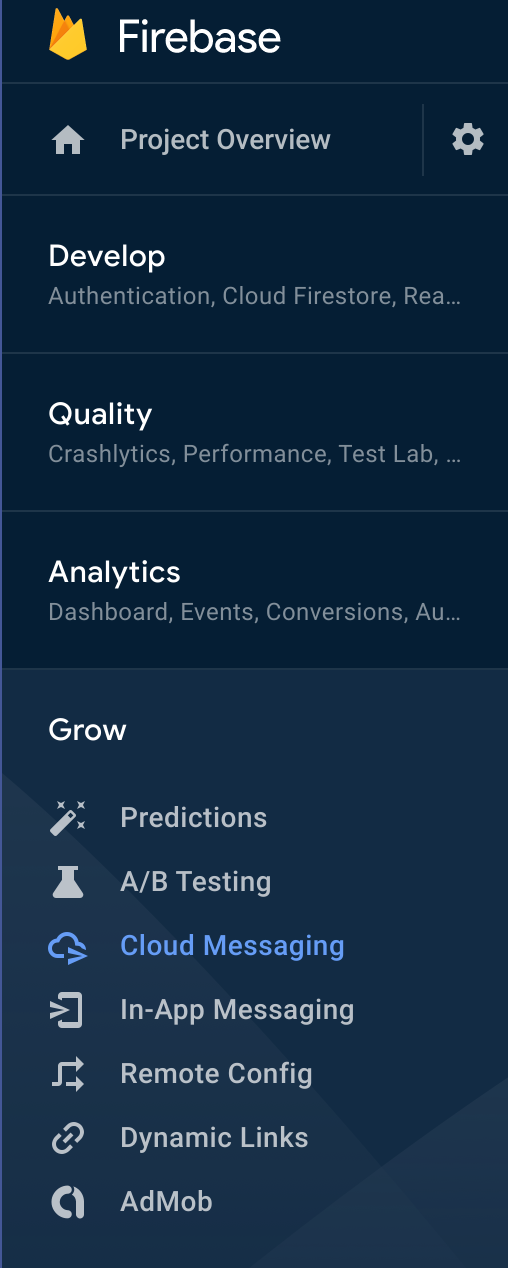 Firebase
Project Overview
Develop
Authentication, Cloud Firestore, Rea…
Quality
Crashlytics, Performance, Test Lab, …
Analytics
Dashboard, Events, Conversions, Au…
Grow
Predictions
A/B Testing
Cloud Messaging
In-App Messaging
Remote Config
Dynamic Links
AdMob